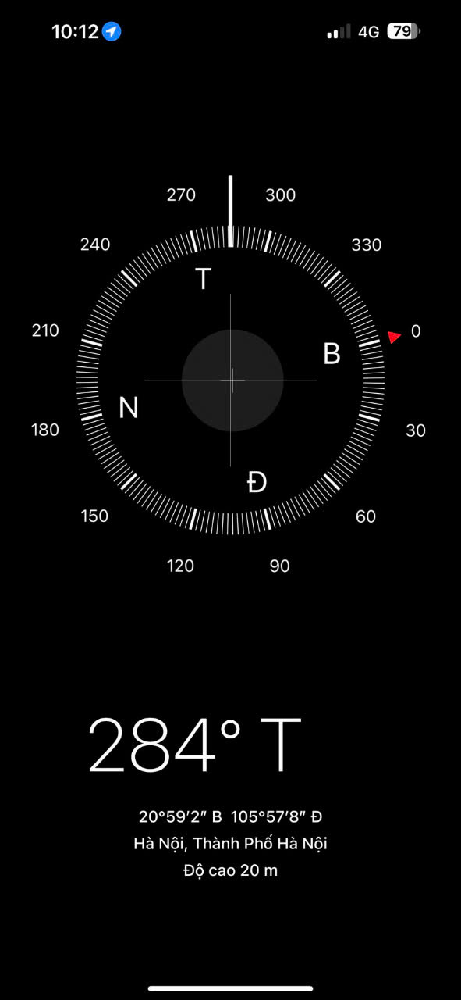 10:12 4G 79
270 300
240 330
T
210 0
B
N
180 30
Đ
150 60
120 90
284° T
20°59′2″ B 105°57′8″ Đ
Hà Nội, Thành Phố Hà Nội
Độ cao 20 m